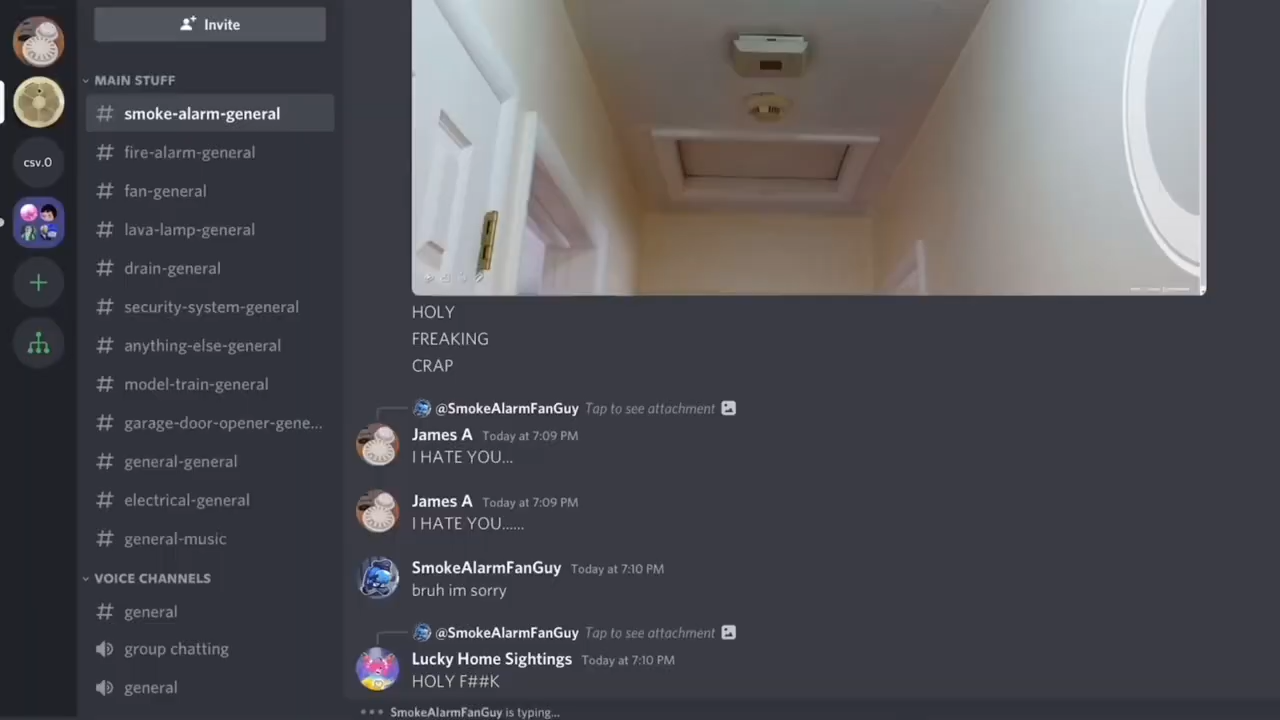 Invite
MAIN STUFF
# smoke-alarm-general
# fire-alarm-general
# fan-general
# lava-lamp-general
# drain-general
# security-system-general
# anything-else-general
# model-train-general
# garage-door-opener-gene...
# general-general
# electrical-general
# general-music
VOICE CHANNELS
# general
group chatting
general
csv.0
HOLY
FREAKING
CRAP
@SmokeAlarmFanGuy Tap to see attachment
James A Today at 7:09 PM
I HATE YOU...
James A Today at 7:09 PM
I HATE YOU......
SmokeAlarmFanGuy Today at 7:10 PM
bruh im sorry
@SmokeAlarmFanGuy Tap to see attachment
Lucky Home Sightings Today at 7:10 PM
HOLY F##K
SmokeAlarmFanGuy is typing...